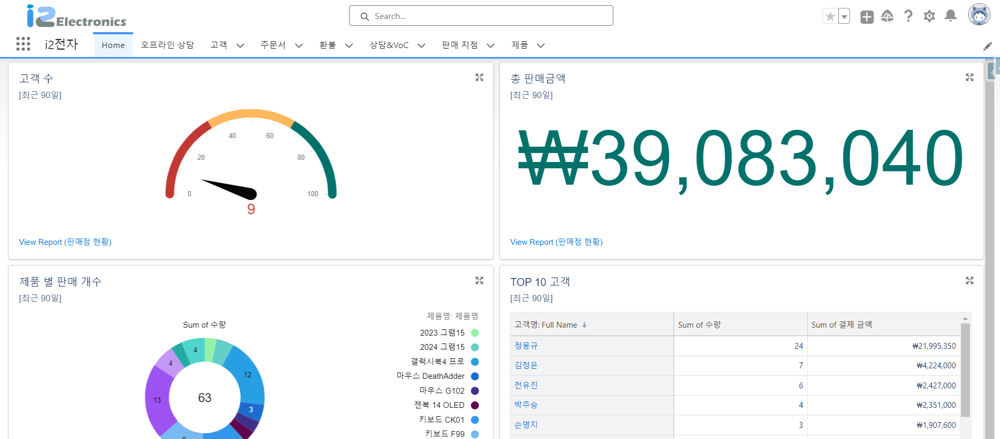 i2Electronics
Search...
i2전자
Home
오프라인 상담
고객
주문서
환불
상담&VoC
판매 지점
제품
고객 수
[최근 90일]
0
20
40
60
80
100
9
View Report (판매점 현황)
총 판매금액
[최근 90일]
₩39,083,040
View Report (판매점 현황)
제품 별 판매 개수
[최근 90일]
Sum of 수량
4
4
12
3
13
63
제품명: 제품명
2023 그램15
2024 그램15
갤럭시북4 프로
마우스 DeathAdder
마우스 G102
젠북 14 OLED
키보드 CK01
키보드 F99
TOP 10 고객
[최근 90일]
고객명: Full Name ↓ Sum of 수량 Sum of 결제 금액
정몽규 24 ₩21,995,350
김정은 7 ₩4,224,000
전유진 6 ₩2,427,000
박주승 4 ₩2,351,000
손명지 3 ₩1,907,600